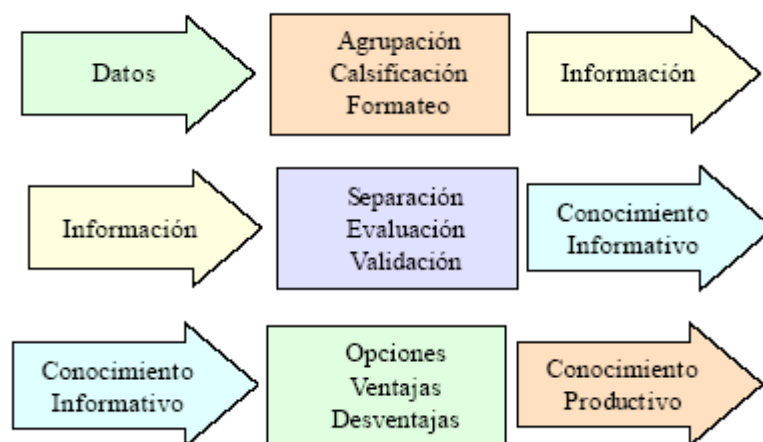 Datos
Agrupación
Calsificación
Formateo
Información
Información
Separación
Evaluación
Validación
Conocimiento
Informativo
Conocimiento
Informativo
Opciones
Ventajas
Desventajas
Conocimiento
Productivo